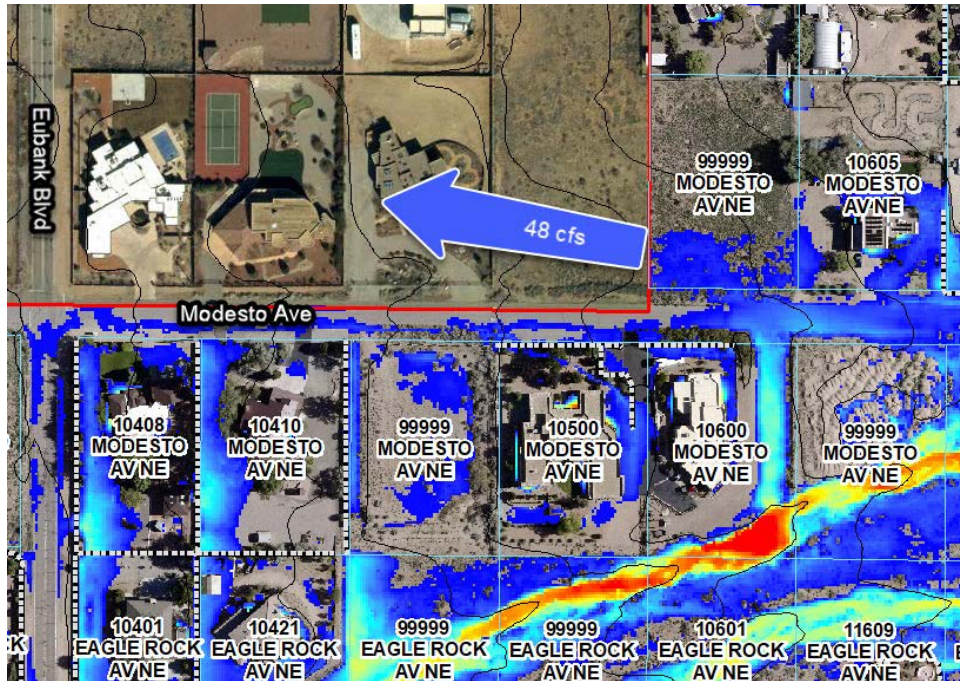 Eubank Blvd
99999
MODESTO
AV NE
10605
MODESTO
AV NE
48 cfs
Modesto Ave
10408
MODESTO
AV NE
10410
MODESTO
AV NE
99999
MODESTO
AV NE
10500
MODESTO
AV NE
10600
MODESTO
AV NE
99999
MODESTO
AV NE
CK
10401
EAGLE ROCK
AV NE
10421
EAGLE ROCK
AV NE
99999
EAGLE ROCK
AV NE
99999
EAGLE ROCK
AV NE
10601
EAGLE ROCK
AV NE
11609
EAGLE ROCK
AV NE
E